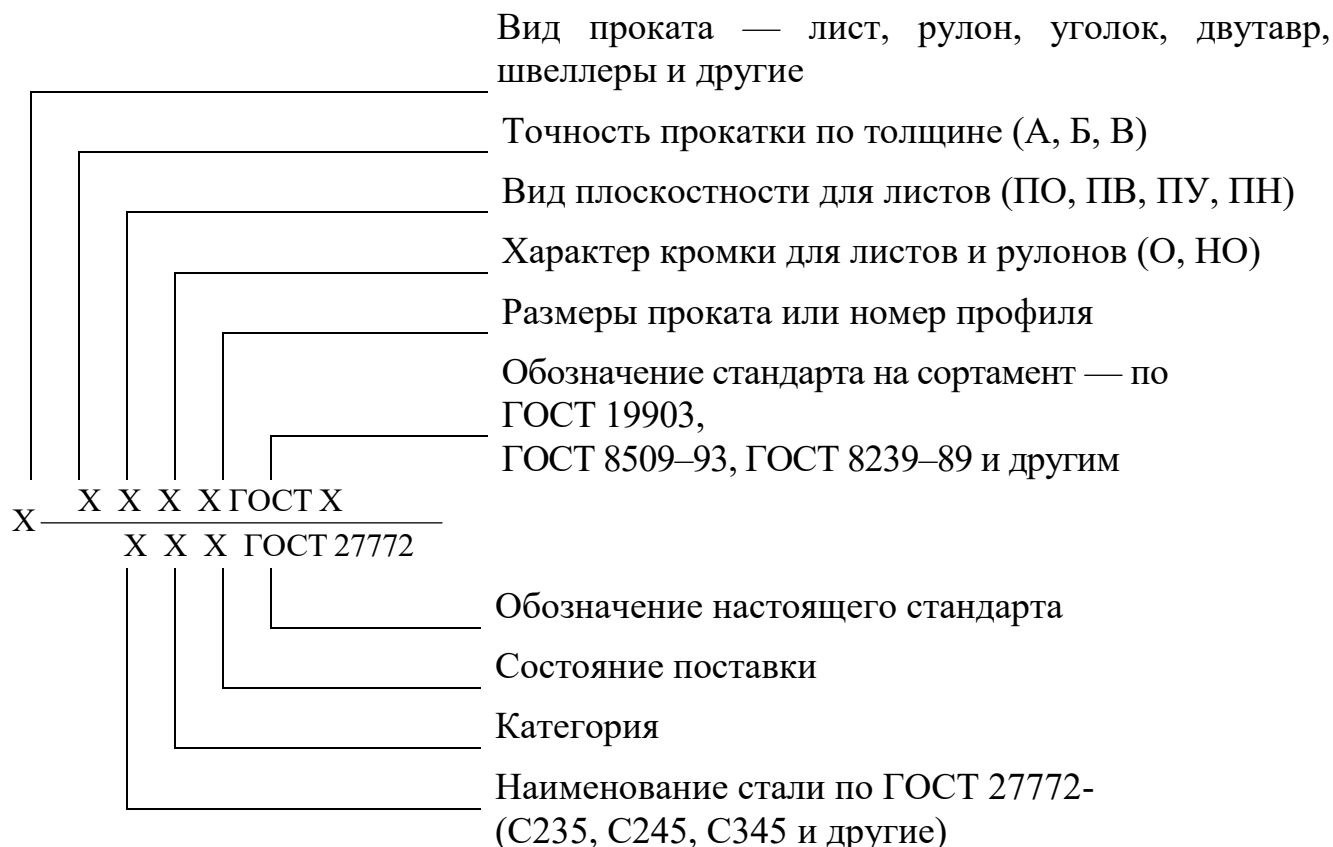 Вид проката — лист, рулон, уголок, двутавр,
швеллеры и другие
Точность прокатки по толщине (А, Б, В)
Вид плоскостности для листов (ПО, ПВ, ПУ, ПН)
Характер кромки для листов и рулонов (О, НО)
Размеры проката или номер профиля
Обозначение стандарта на сортамент — по
ГОСТ 19903,
ГОСТ 8509–93, ГОСТ 8239–89 и другим
Х Х Х Х ГОСТ Х
Х
Х Х Х ГОСТ 27772
Обозначение настоящего стандарта
Состояние поставки
Категория
Наименование стали по ГОСТ 27772-
(С235, С245, С345 и другие)